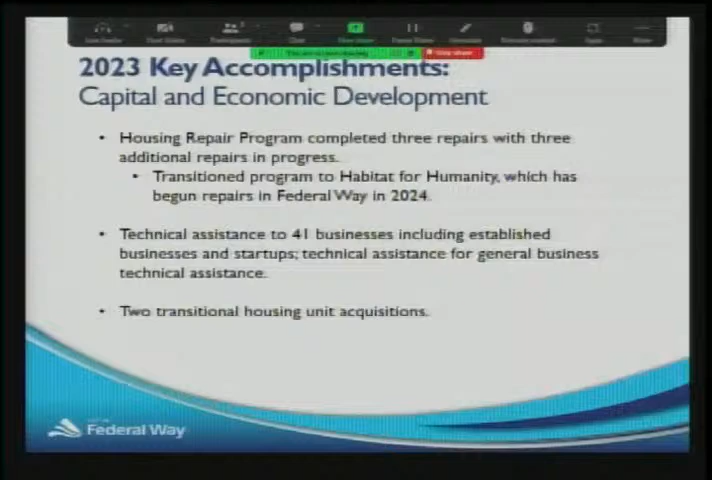 2023 Key Accomplishments:
Capital and Economic Development
• Housing Repair Program completed three repairs with three
additional repairs in progress.
• Transitioned program to Habitat for Humanity, which has
begun repairs in Federal Way in 2024.
• Technical assistance to 41 businesses including established
businesses and startups; technical assistance for general business
technical assistance.
• Two transitional housing unit acquisitions.
Federal Way